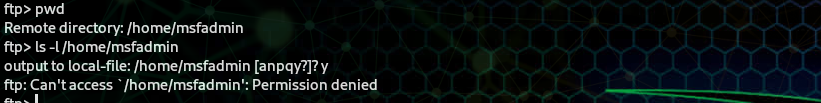 ftp> pwd
Remote directory: /home/msfadmin
ftp> ls -l /home/msfadmin
output to local-file: /home/msfadmin [anpqy?]? y
ftp: Can't access `/home/msfadmin': Permission denied
ftp>